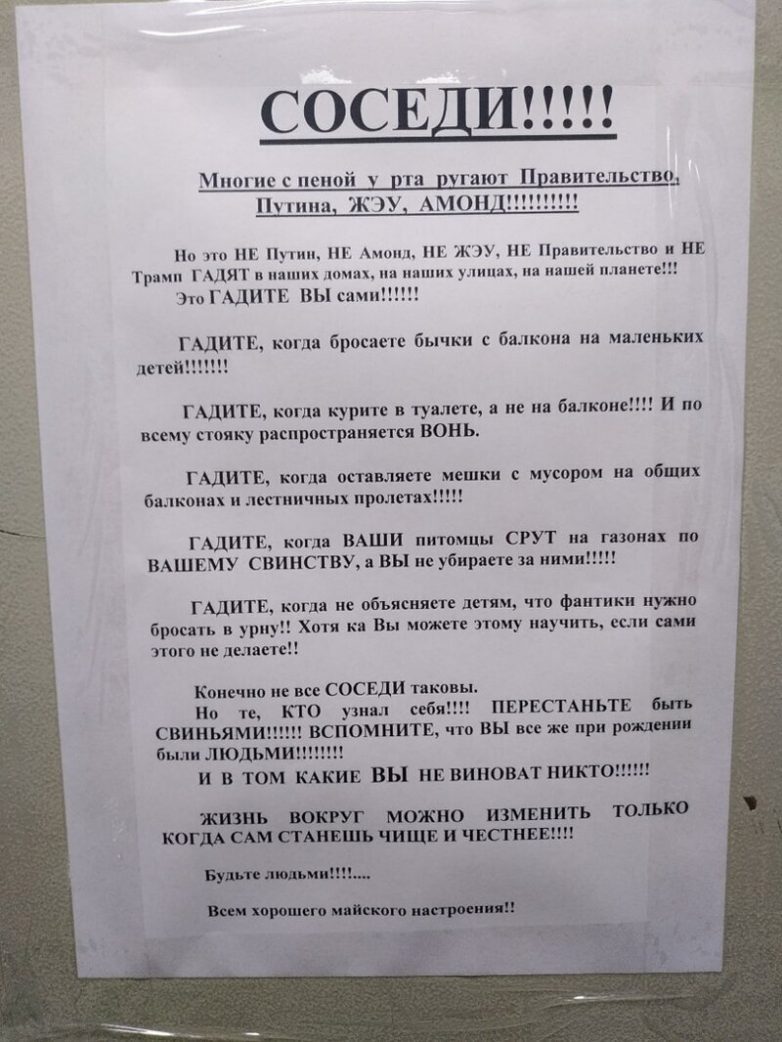 СОСЕДИ!!!!!
Многие с пеной у рта ругают Правительство,
Путина, ЖЭУ, АМОНД!!!!!!!!!!
Но это НЕ Путин, НЕ Амонд, НЕ ЖЭУ, НЕ Правительство и НЕ
Трамп ГАДЯТ в наших домах, на наших улицах, на нашей планете!!!
Это ГАДИТЕ ВЫ сами!!!!!!
ГАДИТЕ, когда бросаете бычки с балкона на маленьких
детей!!!!!!!
ГАДИТЕ, когда курите в туалете, а не на балконе!!!! И по
всему стояку распространяется ВОНЬ.
ГАДИТЕ, когда оставляете мешки с мусором на общих
балконах и лестничных пролетах!!!!!
ГАДИТЕ, когда ВАШИ питомцы СРУТ на газонах по
ВАШЕМУ СВИНСТВУ, а ВЫ не убираете за ними!!!!!
ГАДИТЕ, когда не объясняете детям, что фантики нужно
бросать в урну!! Хотя ка Вы можете этому научить, если сами
этого не делаете!!
Конечно не все СОСЕДИ таковы.
Но те, КТО узнал себя!!!! ПЕРЕСТАНЬТЕ быть
СВИНЬЯМИ!!!!!! ВСПОМНИТЕ, что ВЫ все же при рождении
были ЛЮДЬМИ!!!!!!!!
И В ТОМ КАКИЕ ВЫ НЕ ВИНОВАТ НИКТО!!!!!!
ЖИЗНЬ ВОКРУГ МОЖНО ИЗМЕНИТЬ ТОЛЬКО
КОГДА САМ СТАНЕШЬ ЧИЩЕ И ЧЕСТНЕЕ!!!!
Будьте людьми!!!!....
Всем хорошего майского настроения!!